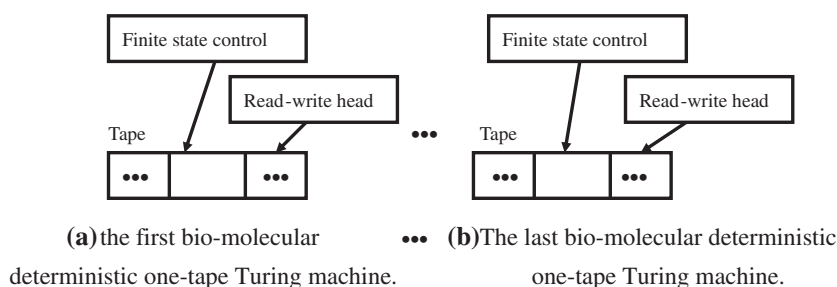 Finite state control
Read-write head
Tape
•••
•••
Finite state control
Read-write head
Tape
•••
•••
•••
(a) the first bio-molecular
deterministic one-tape Turing machine.
•••
(b) The last bio-molecular deterministic
one-tape Turing machine.